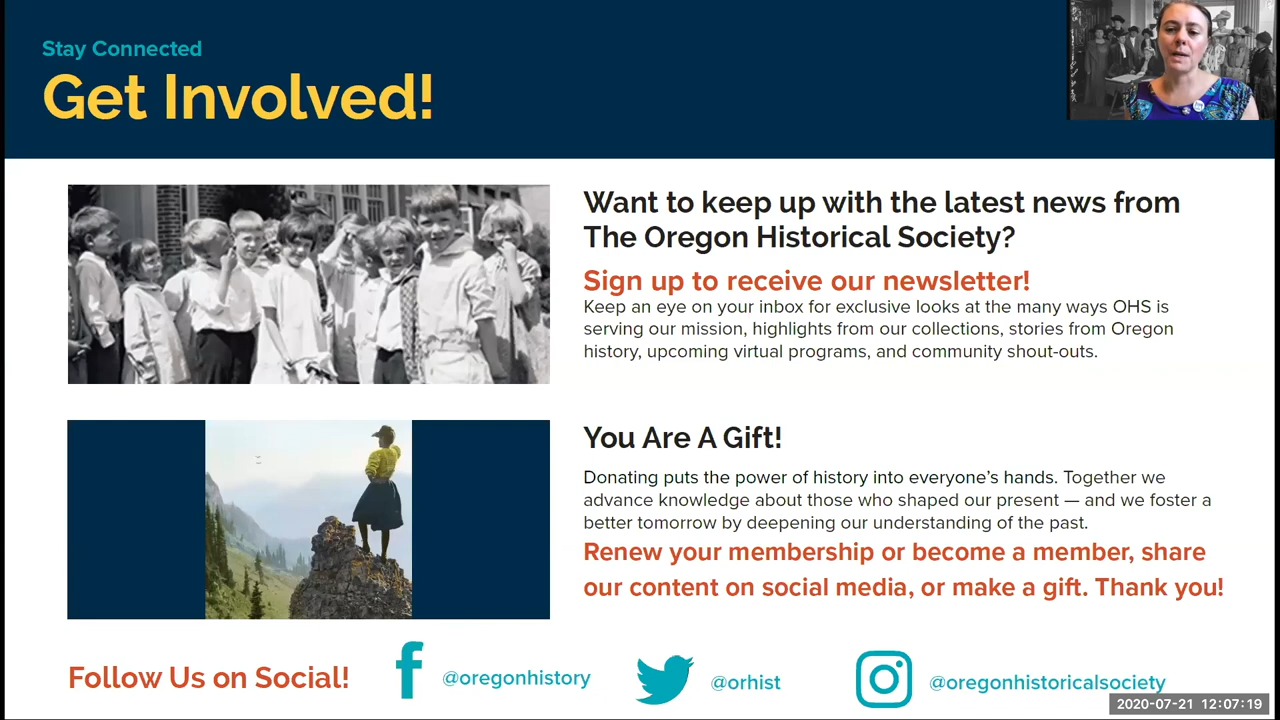 Stay Connected
Get Involved!
Want to keep up with the latest news from
The Oregon Historical Society?
Sign up to receive our newsletter!
Keep an eye on your inbox for exclusive looks at the many ways OHS is
serving our mission, highlights from our collections, stories from Oregon
history, upcoming virtual programs, and community shout-outs.
You Are A Gift!
Donating puts the power of history into everyone’s hands. Together we
advance knowledge about those who shaped our present — and we foster a
better tomorrow by deepening our understanding of the past.
Renew your membership or become a member, share
our content on social media, or make a gift. Thank you!
Follow Us on Social!
@oregonhistory
@orhist
@oregonhistoricalsociety
2020-07-21 12:07:19